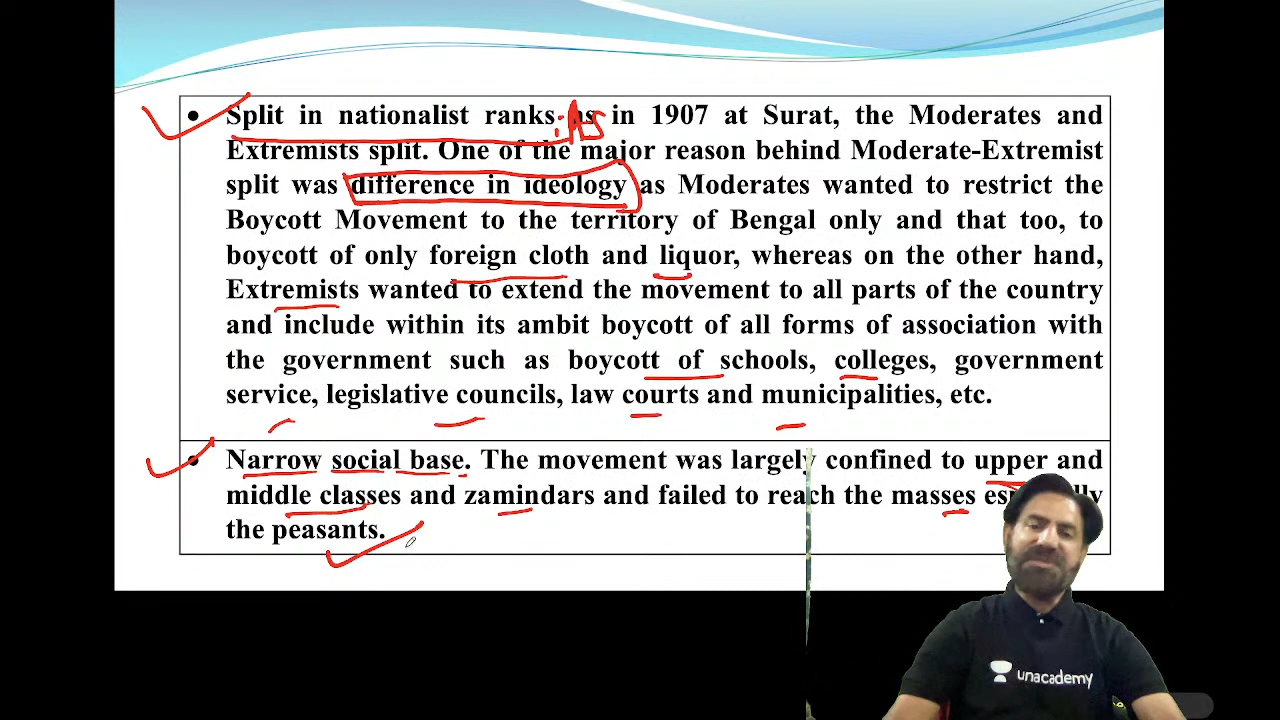 • Split in nationalist ranks as in 1907 at Surat, the Moderates and
:As
Extremists split. One of the major reason behind Moderate-Extremist
split was difference in ideology as Moderates wanted to restrict the
Boycott Movement to the territory of Bengal only and that too, to
boycott of only foreign cloth and liquor, whereas on the other hand,
Extremists wanted to extend the movement to all parts of the country
and include within its ambit boycott of all forms of association with
the government such as boycott of schools, colleges, government
service, legislative councils, law courts and municipalities, etc.
• Narrow social base. The movement was largely confined to upper and
middle classes and zamindars and failed to reach the masses especially
the peasants.
unacademy